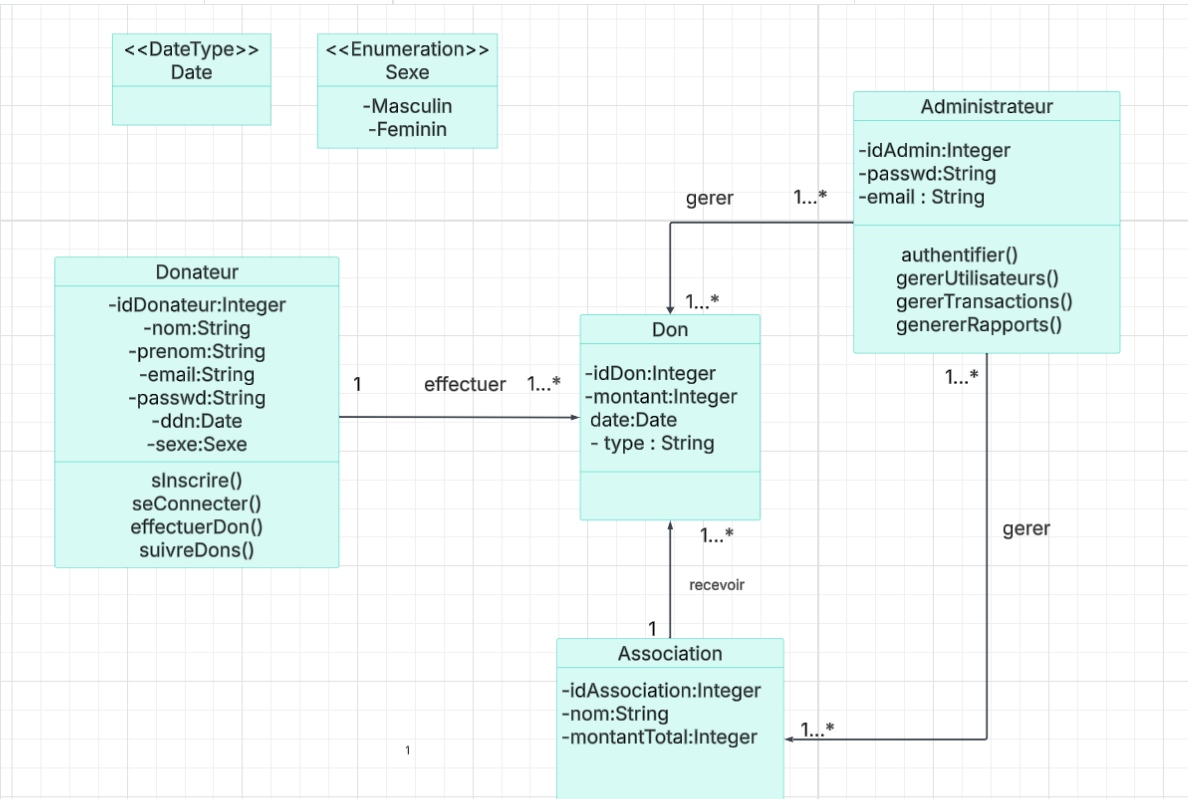 <<DateType>>
Date
<<Enumeration>>
Sexe
-Masculin
-Feminin
Administrateur
-idAdmin:Integer
-passwd:String
-email : String
authentifier()
gererUtilisateurs()
gererTransactions()
genererRapports()
gerer
1...*
1...*
Donateur
-idDonateur:Integer
-nom:String
-prenom:String
-email:String
-passwd:String
-ddn:Date
-sexe:Sexe
sInscrire()
seConnecter()
effectuerDon()
suivreDons()
1
effectuer
1...*
Don
-idDon:Integer
-montant:Integer
date:Date
- type : String
1...*
gerer
1...*
recevoir
1
Association
-idAssociation:Integer
-nom:String
-montantTotal:Integer
1...*
1